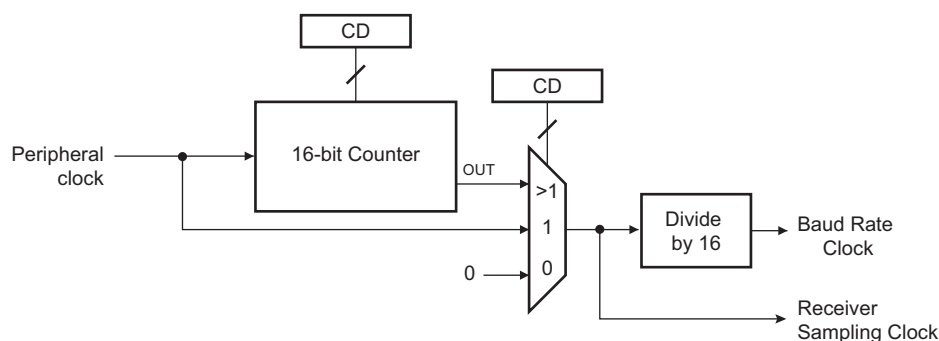 CD
CD
Peripheral
clock
16-bit Counter
OUT
>1
1
0
0
Divide
by 16
Baud Rate
Clock
Receiver
Sampling Clock